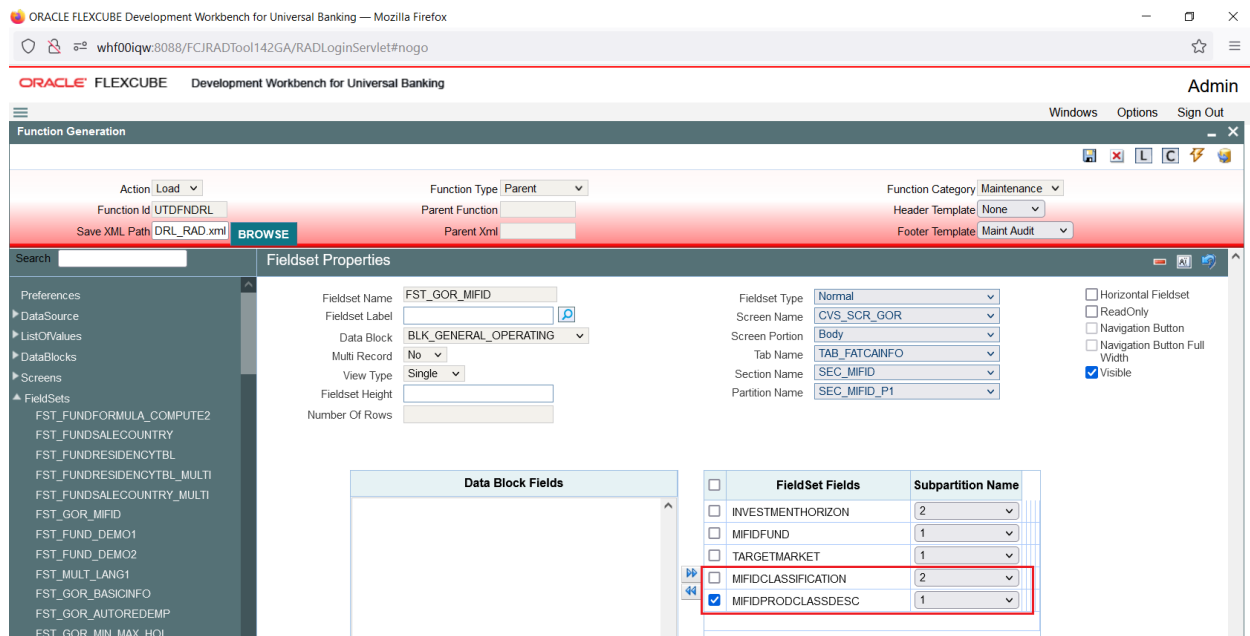 ORACLE FLEXCUBE Development Workbench for Universal Banking — Mozilla Firefox
whf00iqw:8088/FCJRADTool142GA/RADLoginServlet#nogo
ORACLE FLEXCUBE Development Workbench for Universal Banking
Admin
Windows Options Sign Out
Function Generation
L C
Action Load Function Type Parent Function Category Maintenance
Function Id UTDFNDRL Parent Function Header Template None
Save XML Path DRL_RAD.xml BROWSE Parent Xml Footer Template Maint Audit
Search
Preferences
DataSource
ListOfValues
DataBlocks
Screens
FieldSets
FST_FUNDFORMULA_COMPUTE2
FST_FUNDSALECOUNTRY
FST_FUNDRESIDENCYTBL
FST_FUNDRESIDENCYTBL_MULTI
FST_FUNDSALECOUNTRY_MULTI
FST_GOR_MIFID
FST_FUND_DEMO1
FST_FUND_DEMO2
FST_MULT_LANG1
FST_GOR_BASICINFO
FST_GOR_AUTOREDEMP
FST_GOR_MIN_MAX_HOL
Fieldset Properties
Fieldset Name FST_GOR_MIFID
Fieldset Label
Data Block BLK_GENERAL_OPERATING
Multi Record No
View Type Single
Fieldset Height
Number Of Rows
Fieldset Type Normal
Screen Name CVS_SCR_GOR
Screen Portion Body
Tab Name TAB_FATCAINFO
Section Name SEC_MIFID
Partition Name SEC_MIFID_P1
Horizontal Fieldset
ReadOnly
Navigation Button
Navigation Button Full
Width
Visible
Data Block Fields
FieldSet Fields Subpartition Name
INVESTMENTHORIZON 2
MIFIDFUND 1
TARGETMARKET 1
MIFIDCLASSIFICATION 2
MIFIDPRODCLASSDESC 1